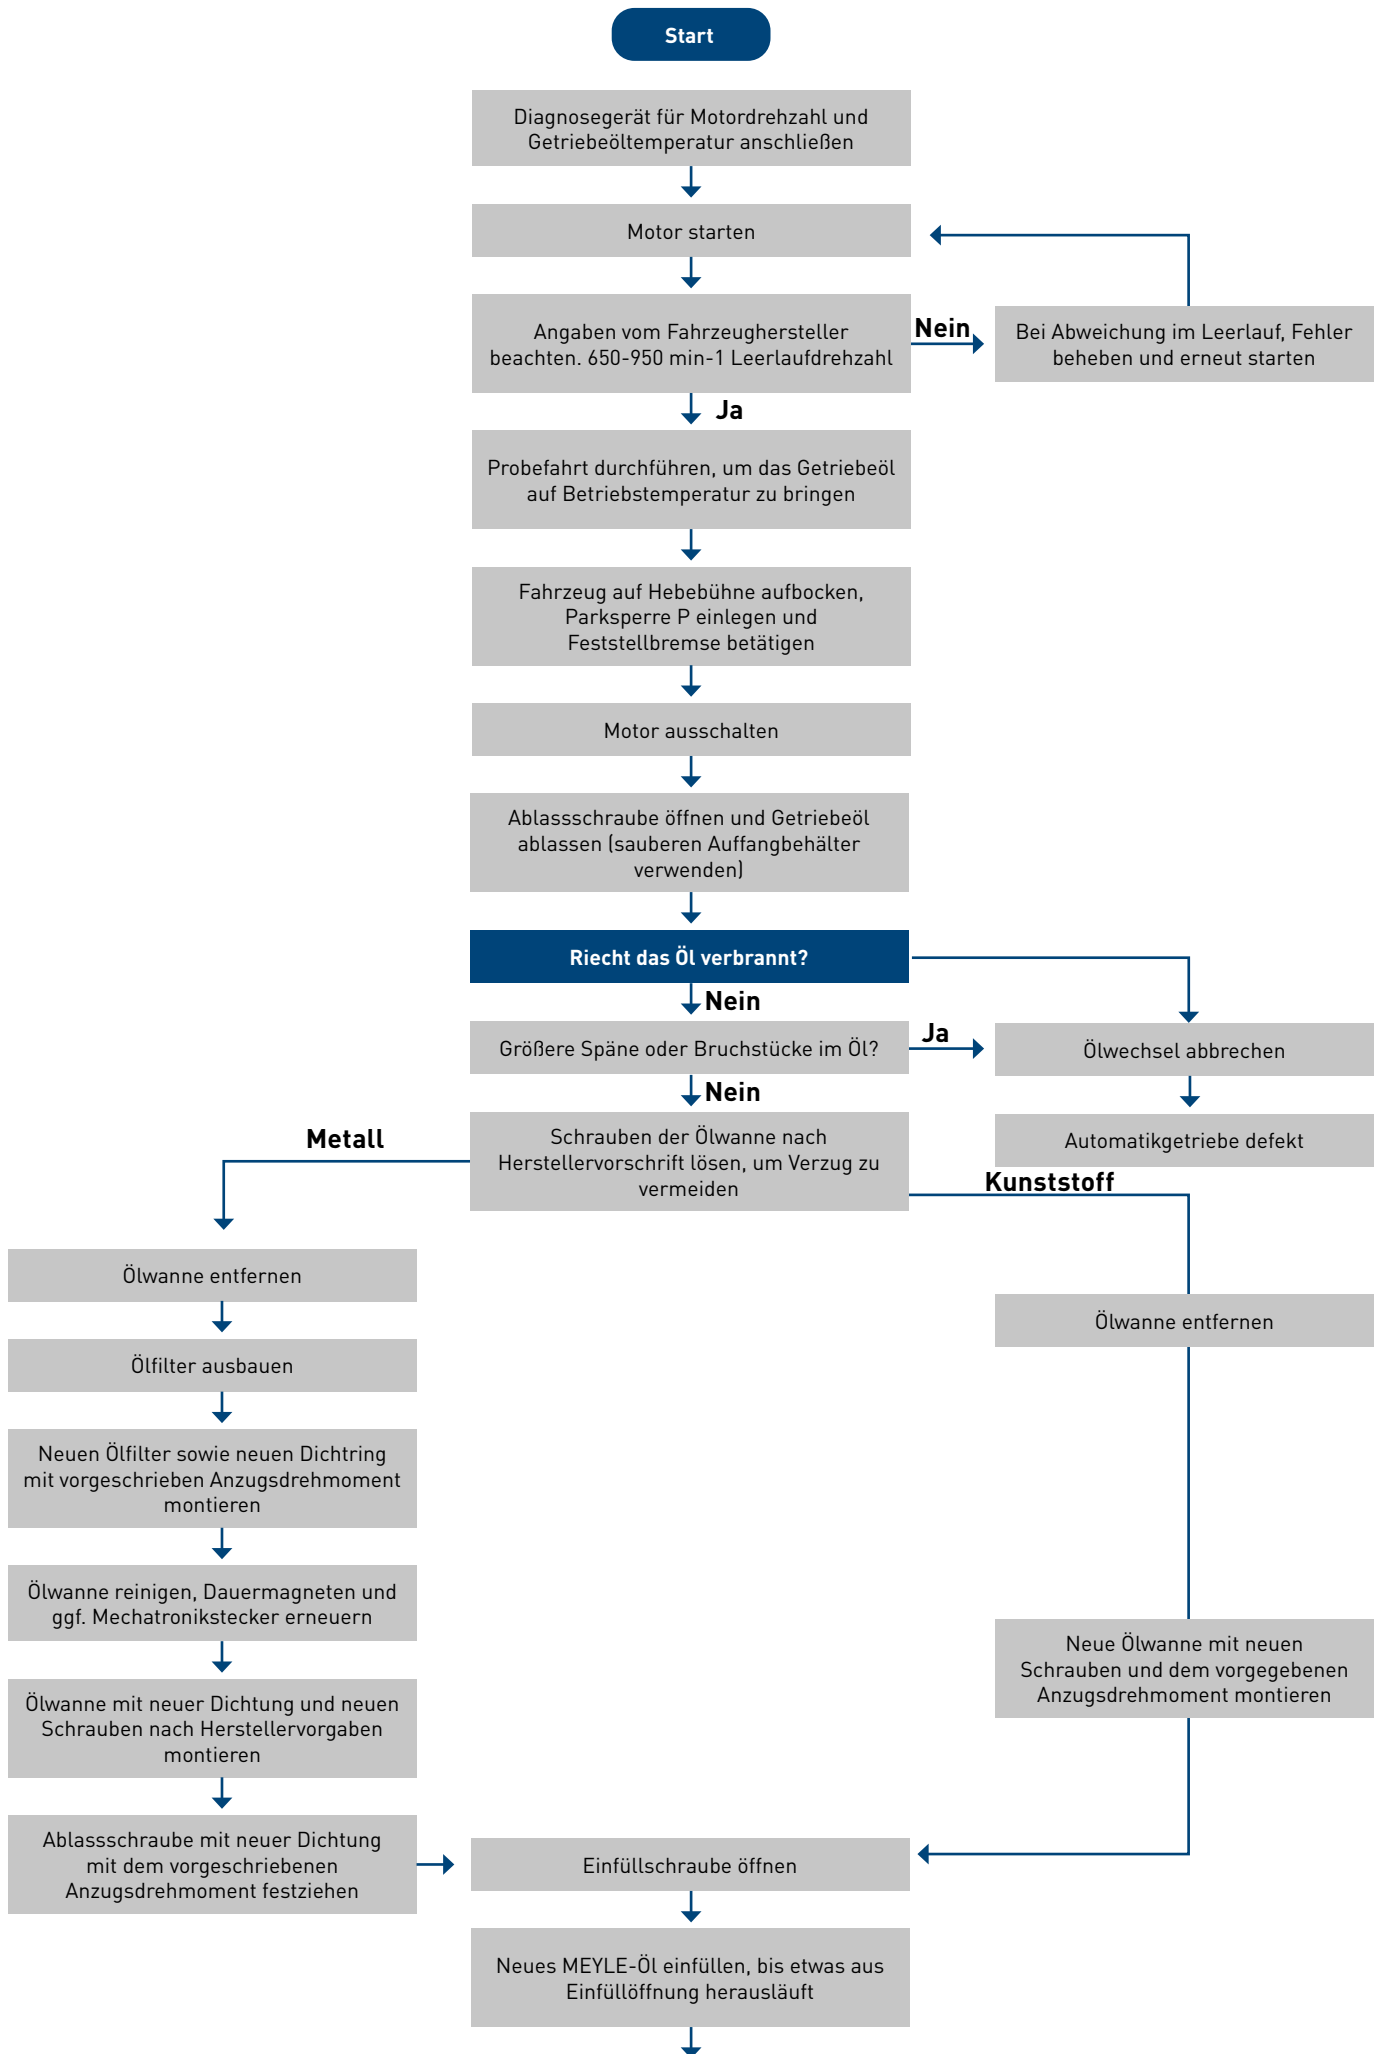 Start
Diagnosegerät für Motordrehzahl und
Getriebeöltemperatur anschließen
Motor starten
Angaben vom Fahrzeughersteller
beachten. 650-950 min-1 Leerlaufdrehzahl
Nein
Bei Abweichung im Leerlauf, Fehler
beheben und erneut starten
Ja
Probefahrt durchführen, um das Getriebeöl
auf Betriebstemperatur zu bringen
Fahrzeug auf Hebebühne aufbocken,
Parksperre P einlegen und
Feststellbremse betätigen
Motor ausschalten
Ablassschraube öffnen und Getriebeöl
ablassen (sauberen Auffangbehälter
verwenden)
Riecht das Öl verbrannt?
Nein
Größere Späne oder Bruchstücke im Öl?
Ja
Ölwechsel abbrechen
Nein
Automatikgetriebe defekt
Schrauben der Ölwanne nach
Herstellervorschrift lösen, um Verzug zu
vermeiden
Metall
Kunststoff
Ölwanne entfernen
Ölfilter ausbauen
Neuen Ölfilter sowie neuen Dichtring
mit vorgeschrieben Anzugsdrehmoment
montieren
Ölwanne reinigen, Dauermagneten und
ggf. Mechatronikstecker erneuern
Ölwanne mit neuer Dichtung und neuen
Schrauben nach Herstellervorgaben
montieren
Ablassschraube mit neuer Dichtung
mit dem vorgeschriebenen
Anzugsdrehmoment festziehen
Ölwanne entfernen
Neue Ölwanne mit neuen
Schrauben und dem vorgegebenen
Anzugsdrehmoment montieren
Einfüllschraube öffnen
Neues MEYLE-Öl einfüllen, bis etwas aus
Einfüllöffnung herausläuft